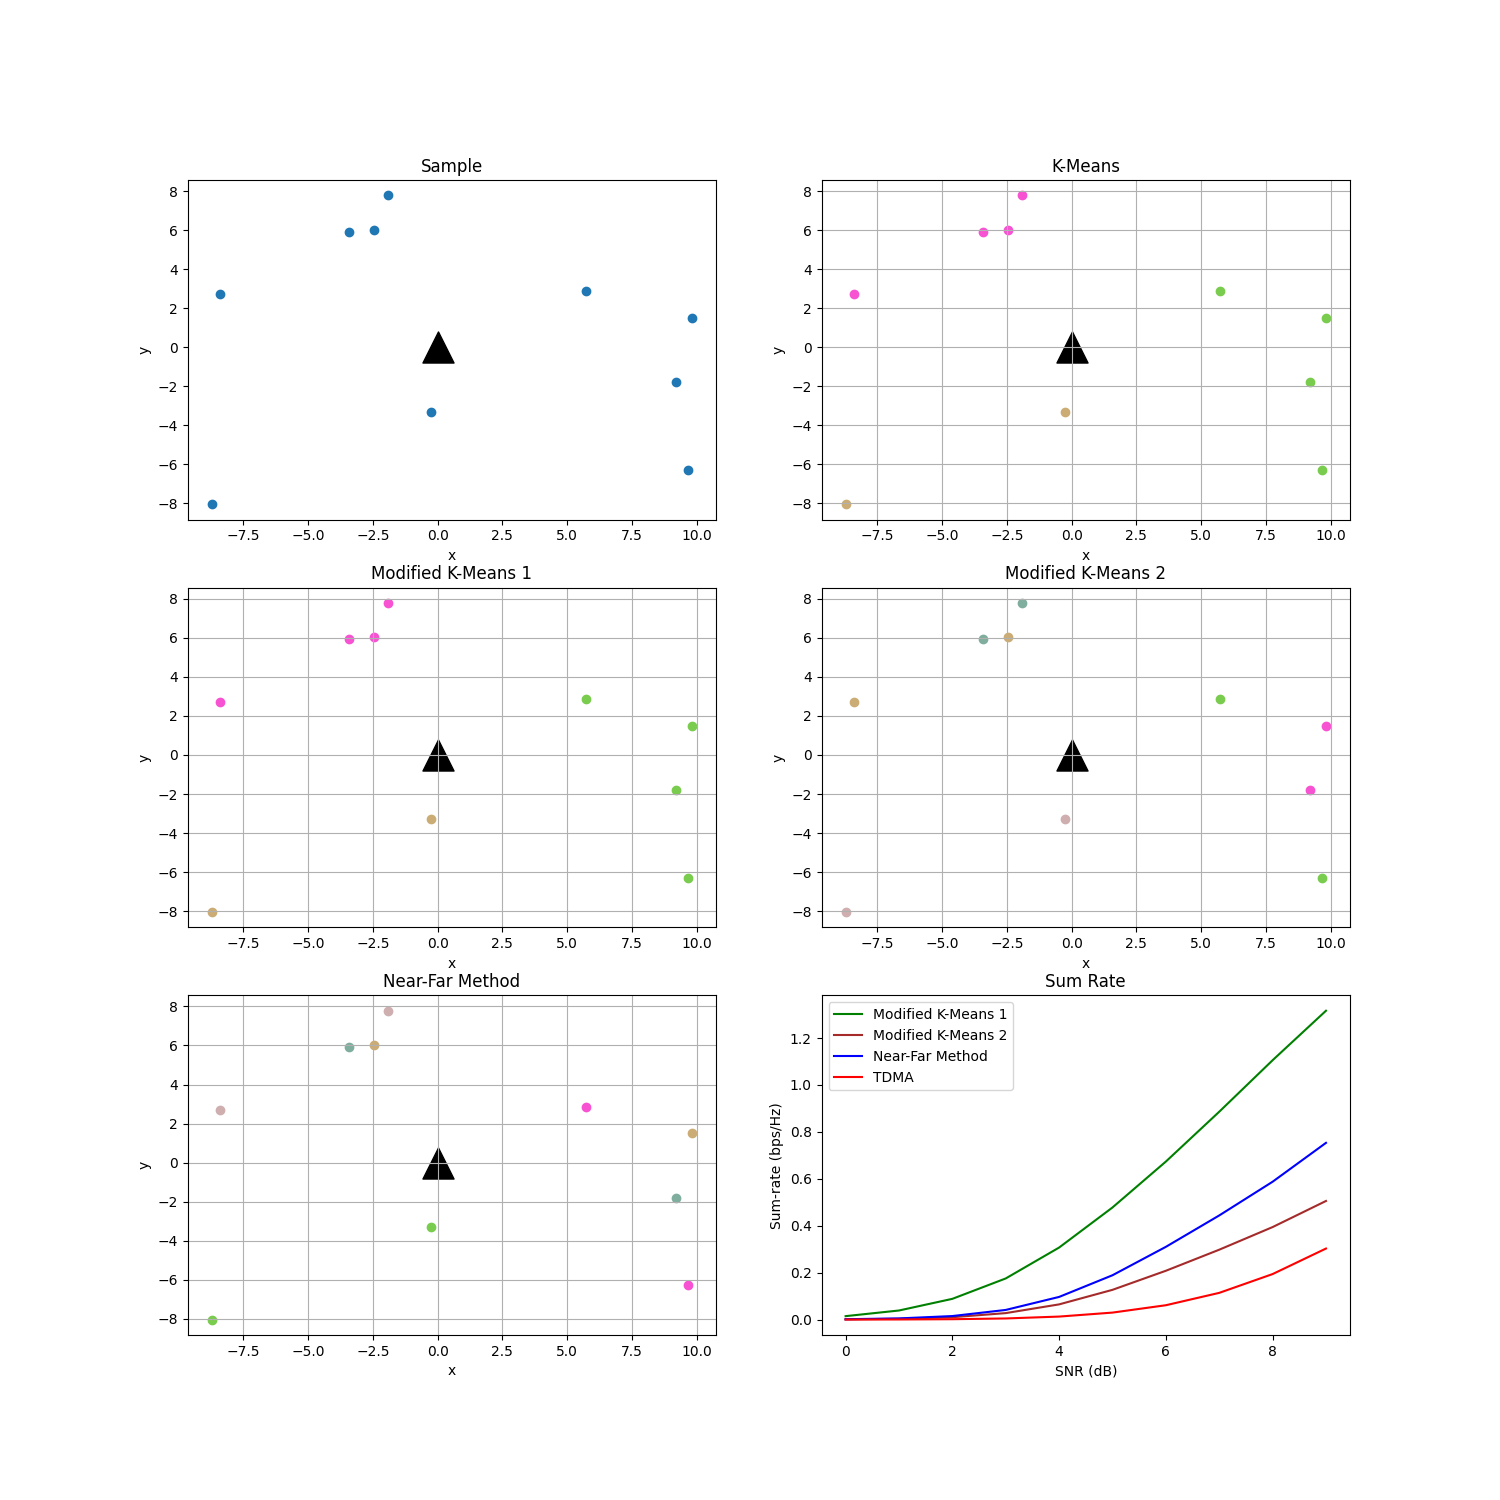 Sample
8
6
4
2
0
−2
−4
−6
−8
y
−7.5 −5.0 −2.5 0.0 2.5 5.0 7.5 10.0
x
K-Means
8
6
4
2
0
−2
−4
−6
−8
y
−7.5 −5.0 −2.5 0.0 2.5 5.0 7.5 10.0
x
Modified K-Means 1
8
6
4
2
0
−2
−4
−6
−8
y
−7.5 −5.0 −2.5 0.0 2.5 5.0 7.5 10.0
x
Modified K-Means 2
8
6
4
2
0
−2
−4
−6
−8
y
−7.5 −5.0 −2.5 0.0 2.5 5.0 7.5 10.0
x
Near-Far Method
8
6
4
2
0
−2
−4
−6
−8
y
−7.5 −5.0 −2.5 0.0 2.5 5.0 7.5 10.0
x
Sum Rate
Modified K-Means 1
Modified K-Means 2
Near-Far Method
TDMA
1.2
1.0
0.8
0.6
0.4
0.2
0.0
Sum-rate (bps/Hz)
0 2 4 6 8
SNR (dB)